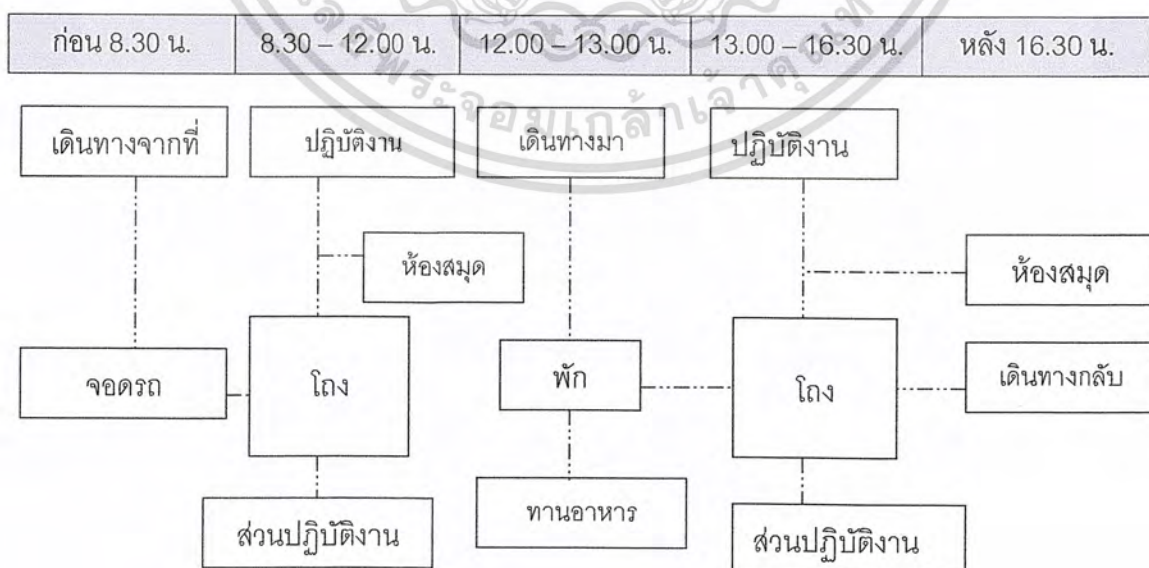 ก่อน 8.30 น. 8.30 – 12.00 น. 12.00 – 13.00 น. 13.00 – 16.30 น. หลัง 16.30 น.
เดินทางจากที่ ปฏิบัติงาน เดินทางมา ปฏิบัติงาน
ห้องสมุด ห้องสมุด
จอดรถ โถง พัก โถง เดินทางกลับ
ส่วนปฏิบัติงาน ทานอาหาร ส่วนปฏิบัติงาน